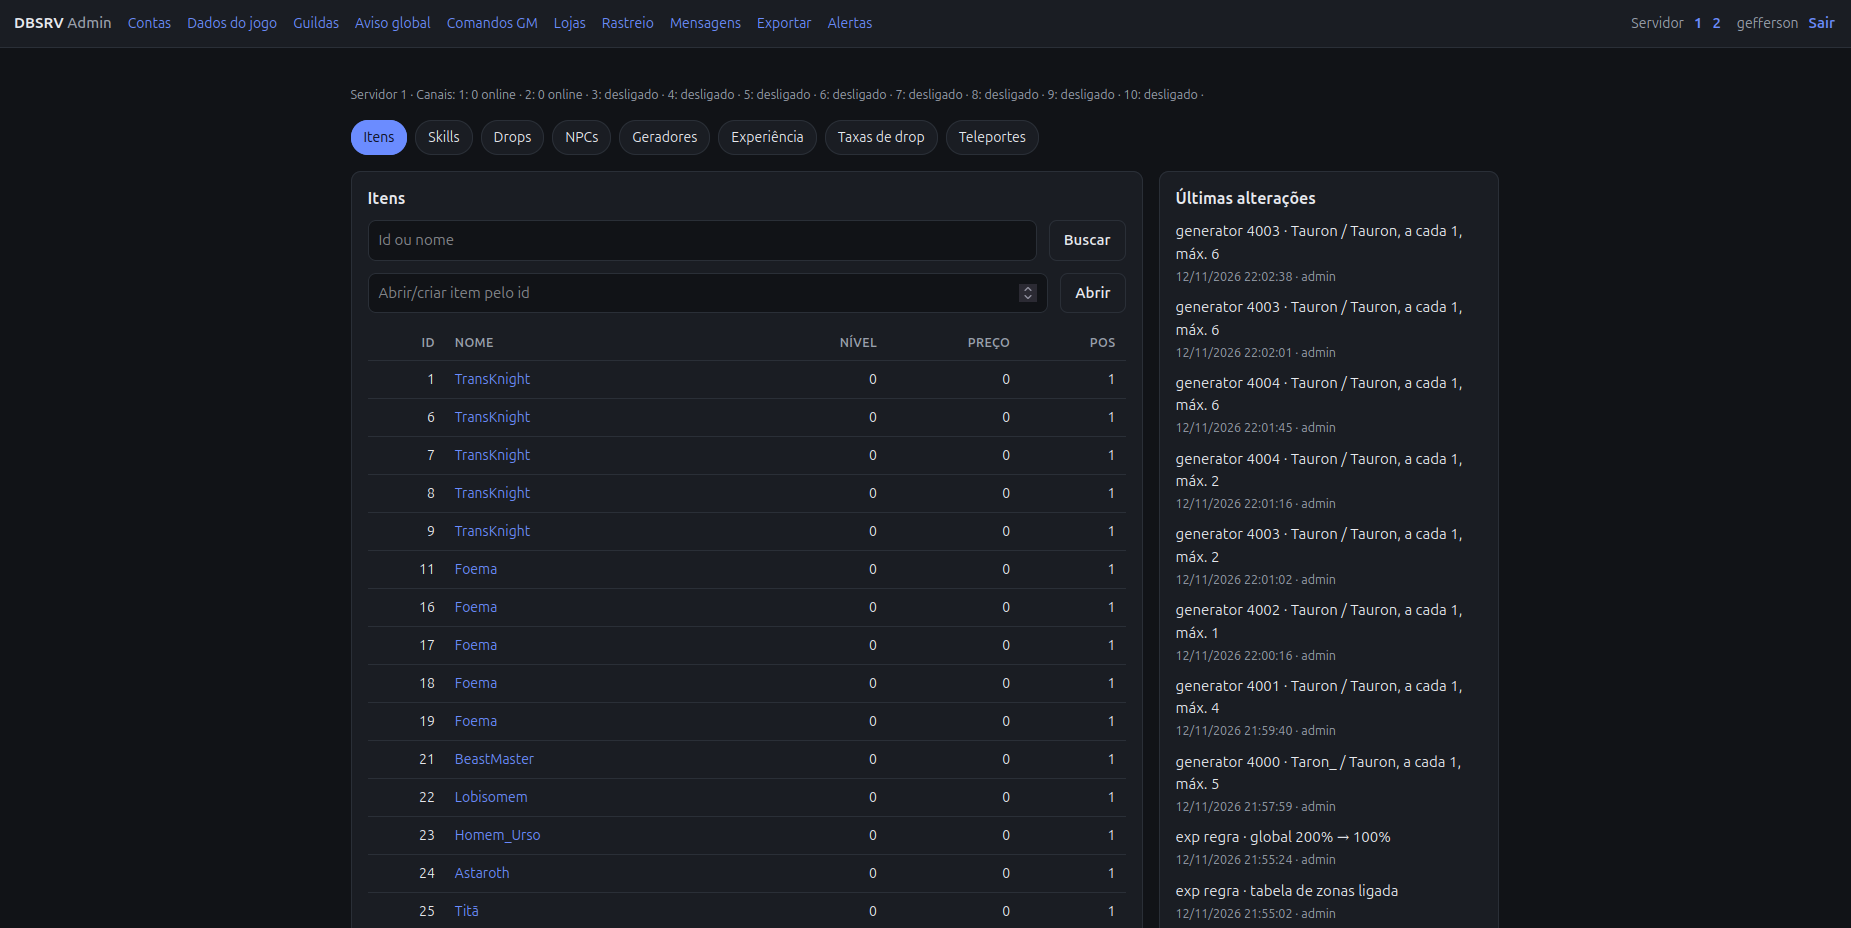 DBSRV Admin Contas Dados do jogo Guildas Aviso global Comandos GM Lojas Rastreio Mensagens Exportar Alertas Servidor 1 2 gefferson Sair
Servidor 1 · Canais: 1: 0 online · 2: 0 online · 3: desligado · 4: desligado · 5: desligado · 6: desligado · 7: desligado · 8: desligado · 9: desligado · 10: desligado ·
Itens Skills Drops NPCs Geradores Experiência Taxas de drop Teleportes
Itens
Id ou nome Buscar
Abrir/criar item pelo id Abrir
ID NOME NÍVEL PREÇO POS
1 TransKnight 0 0 1
6 TransKnight 0 0 1
7 TransKnight 0 0 1
8 TransKnight 0 0 1
9 TransKnight 0 0 1
11 Foema 0 0 1
16 Foema 0 0 1
17 Foema 0 0 1
18 Foema 0 0 1
19 Foema 0 0 1
21 BeastMaster 0 0 1
22 Lobisomem 0 0 1
23 Homem_Urso 0 0 1
24 Astaroth 0 0 1
25 Titã 0 0 1
Últimas alterações
generator 4003 · Tauron / Tauron, a cada 1,
máx. 6
12/11/2026 22:02:38 · admin
generator 4003 · Tauron / Tauron, a cada 1,
máx. 6
12/11/2026 22:02:01 · admin
generator 4004 · Tauron / Tauron, a cada 1,
máx. 6
12/11/2026 22:01:45 · admin
generator 4004 · Tauron / Tauron, a cada 1,
máx. 2
12/11/2026 22:01:16 · admin
generator 4003 · Tauron / Tauron, a cada 1,
máx. 2
12/11/2026 22:01:02 · admin
generator 4002 · Tauron / Tauron, a cada 1,
máx. 1
12/11/2026 22:00:16 · admin
generator 4001 · Tauron / Tauron, a cada 1,
máx. 4
12/11/2026 21:59:40 · admin
generator 4000 · Taron_ / Tauron, a cada 1,
máx. 5
12/11/2026 21:57:59 · admin
exp regra · global 200% → 100%
12/11/2026 21:55:24 · admin
exp regra · tabela de zonas ligada
12/11/2026 21:55:02 · admin